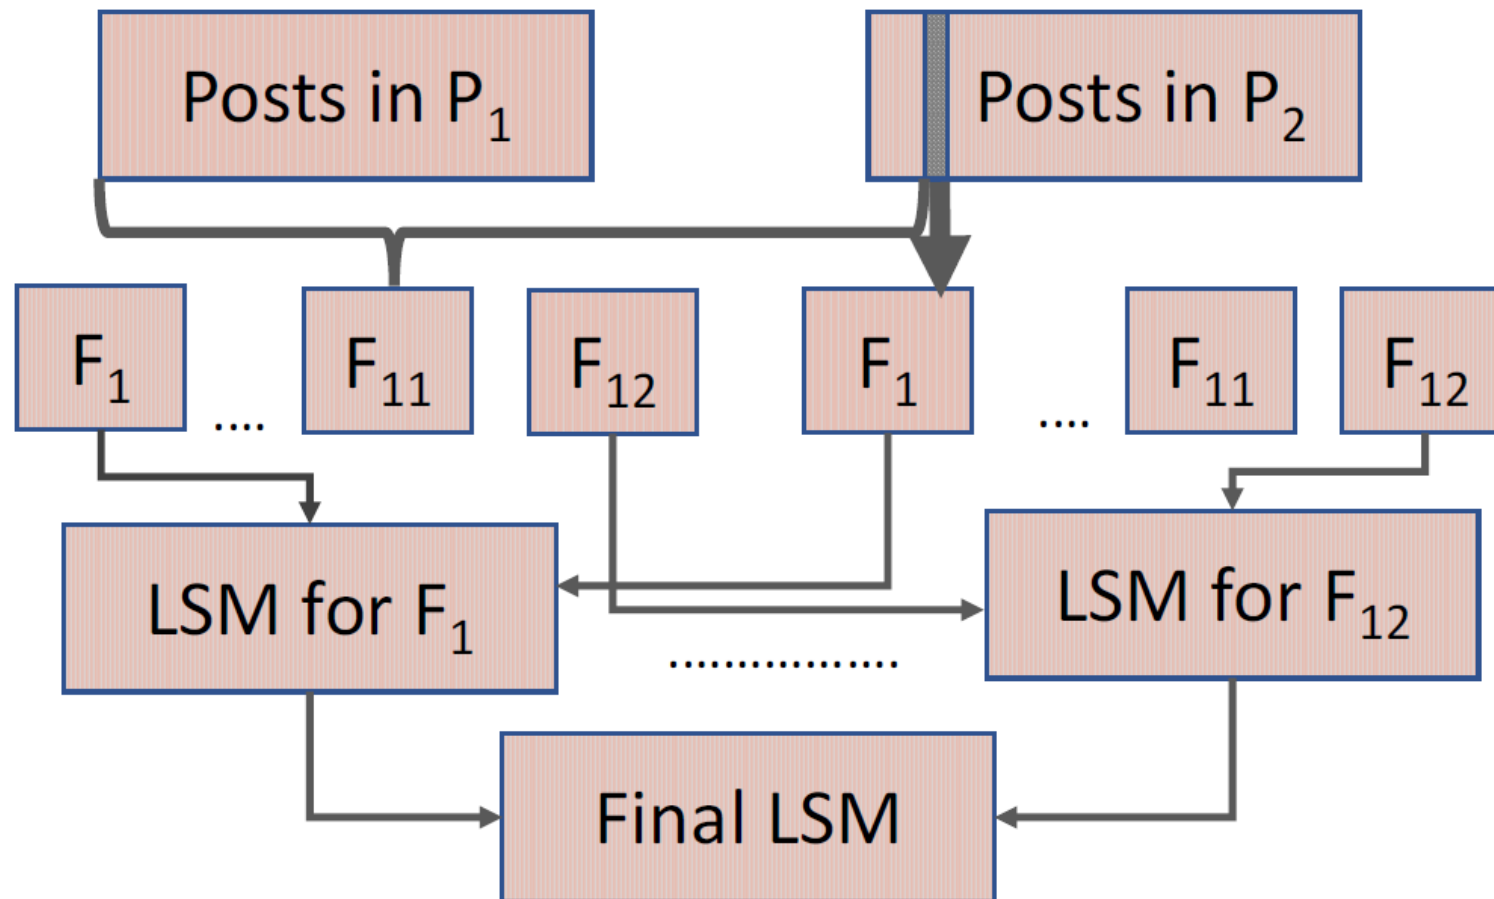 Posts in P₁
Posts in P₂
F₁
....
F₁₁
F₁₂
F₁
....
F₁₁
F₁₂
LSM for F₁
.................
LSM for F₁₂
Final LSM